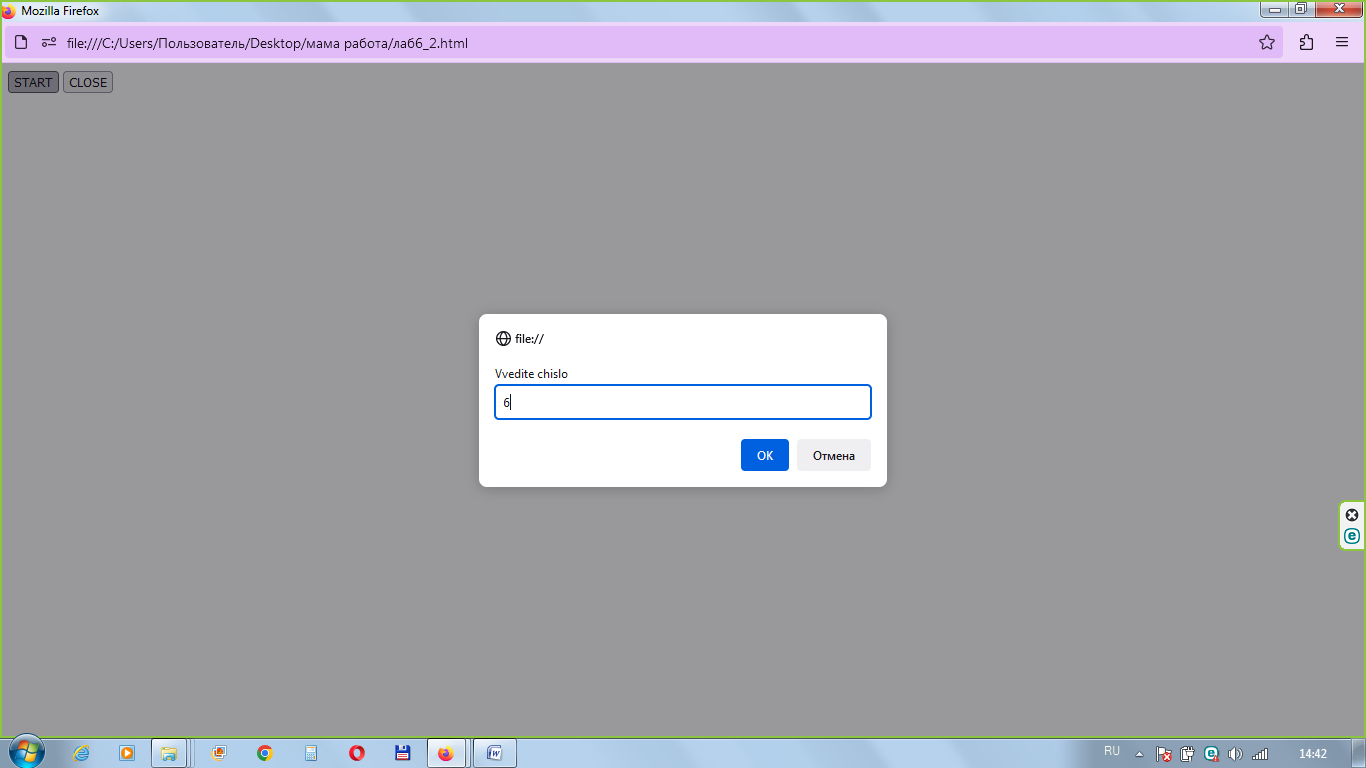 Mozilla Firefox
file:///C:/Users/Пользователь/Desktop/мама работа/лаб6_2.html
START CLOSE
file://
Vvedite chislo
6
OK Отмена
e
RU 14:42